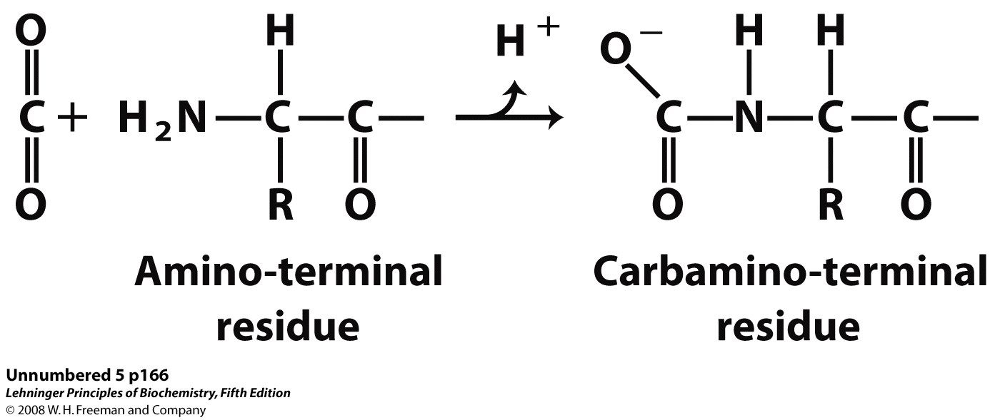 O H H + O − H H
C + H2N C C C N C C
O R O O R O
Amino-terminal
residue
Carbamino-terminal
residue
Unnumbered 5 p166
Lehninger Principles of Biochemistry, Fifth Edition
© 2008 W. H. Freeman and Company